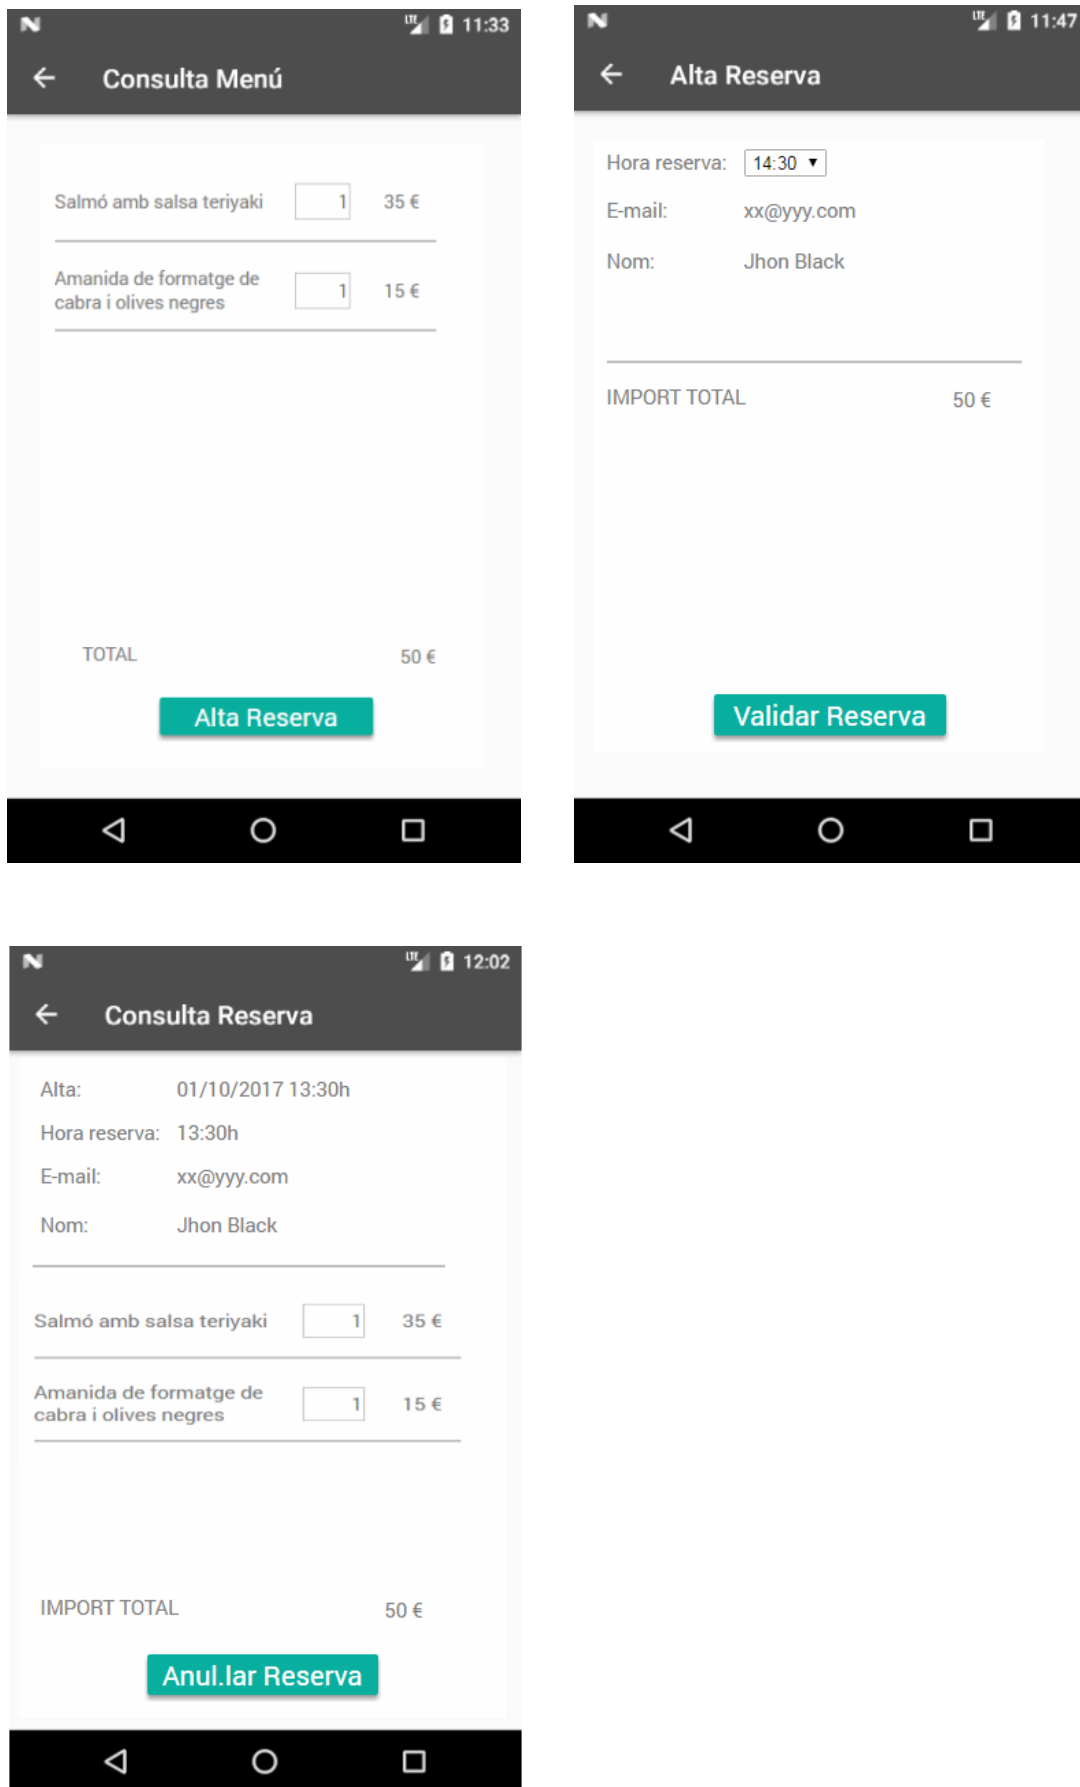 LTE 11:33
Consulta Menú
Salmó amb salsa teriyaki 1 35 €
Amanida de formatge de
cabra i olives negres 1 15 €
TOTAL 50 €
Alta Reserva
LTE 11:47
Alta Reserva
Hora reserva: 14:30
E-mail: xx@yyy.com
Nom: Jhon Black
IMPORT TOTAL 50 €
Validar Reserva
LTE 12:02
Consulta Reserva
Alta: 01/10/2017 13:30h
Hora reserva: 13:30h
E-mail: xx@yyy.com
Nom: Jhon Black
Salmó amb salsa teriyaki 1 35 €
Amanida de formatge de
cabra i olives negres 1 15 €
IMPORT TOTAL 50 €
Anul.lar Reserva